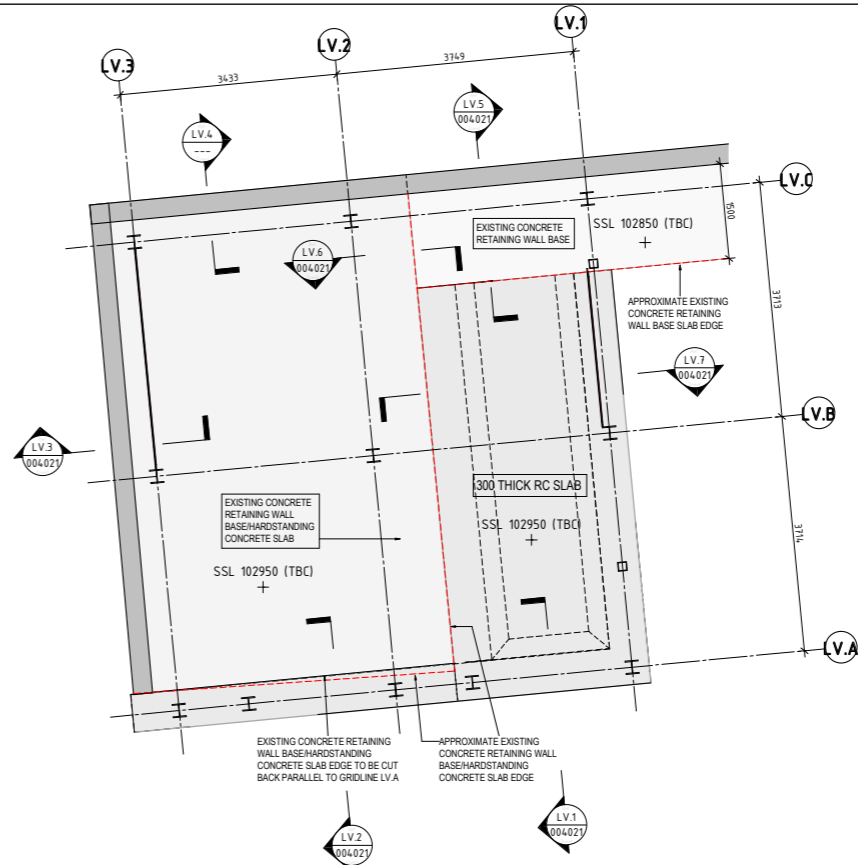 LV.1
LV.2
LV.3
3749
3433
LV.5
004021
LV.4
---
LV.C
1500
EXISTING CONCRETE
RETAINING WALL BASE
SSL 102850 (TBC)
LV.6
004021
3713
APPROXIMATE EXISTING
CONCRETE RETAINING
WALL BASE SLAB EDGE
LV.7
004021
LV.B
LV.3
004021
300 THICK RC SLAB
EXISTING CONCRETE
RETAINING WALL
BASE/HARDSTANDING
CONCRETE SLAB
SSL 102950 (TBC)
3714
SSL 102950 (TBC)
LV.A
EXISTING CONCRETE RETAINING
WALL BASE/HARDSTANDING
CONCRETE SLAB EDGE TO BE CUT
BACK PARALLEL TO GRIDLINE LV.A
APPROXIMATE EXISTING
CONCRETE RETAINING WALL
BASE/HARDSTANDING
CONCRETE SLAB EDGE
LV.1
004021
LV.2
004021